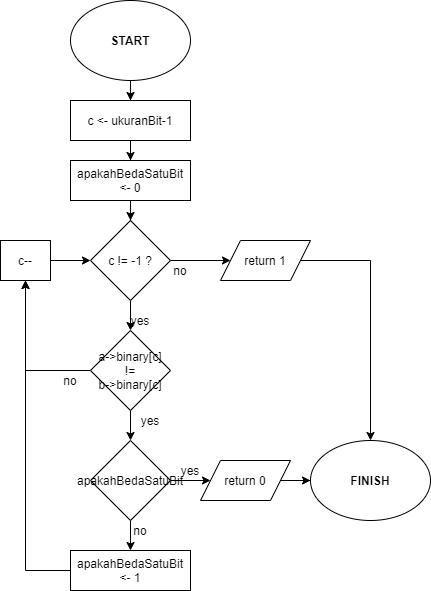 START
c <- ukuranBit-1
apakahBedaSatuBit
<- 0
c--
c != -1 ?
no
return 1
yes
a->binary[c]
!=
b->binary[c]
no
yes
apakahBedaSatuBit
yes
return 0
FINISH
no
apakahBedaSatuBit
<- 1